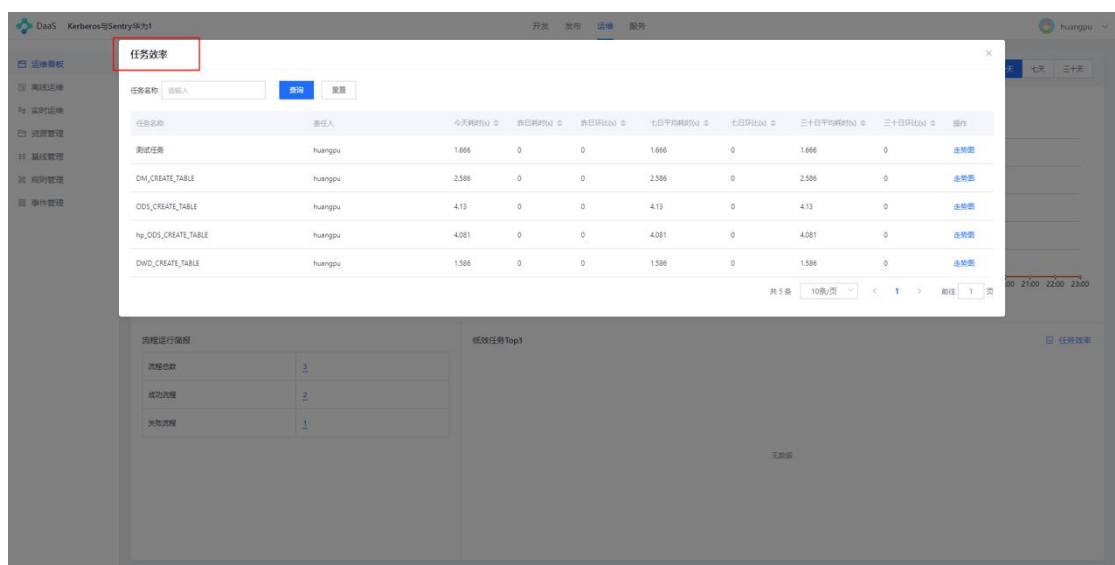 DaaS Kerberos与Sentry华为1 开发 发布 运维 服务 huangpu
任务效率
运维看板
天 七天 三十天
离线运维
任务名称 请输入 查询 重置
实时运维
资源管理
任务名称 责任人 今天耗时(s) 昨日耗时(s) 昨日环比(s) 七日平均耗时(s) 七日环比(s) 三十日平均耗时(s) 三十日环比(s) 操作
基线管理
测试任务 huangpu 1.666 0 0 1.666 0 1.666 0 走势图
规则管理
DM_CREATE_TABLE huangpu 2.586 0 0 2.586 0 2.586 0 走势图
事件管理
ODS_CREATE_TABLE huangpu 4.13 0 0 4.13 0 4.13 0 走势图
hp_ODS_CREATE_TABLE huangpu 4.081 0 0 4.081 0 4.081 0 走势图
DWD_CREATE_TABLE huangpu 1.586 0 0 1.586 0 1.586 0 走势图
:00 21:00 22:00 23:00
共 5 条 10条/页 < 1 > 前往 1 页
流程运行简报 低效任务Top3 任务效率
流程总数 3
成功流程 2
失败流程 1
无数据